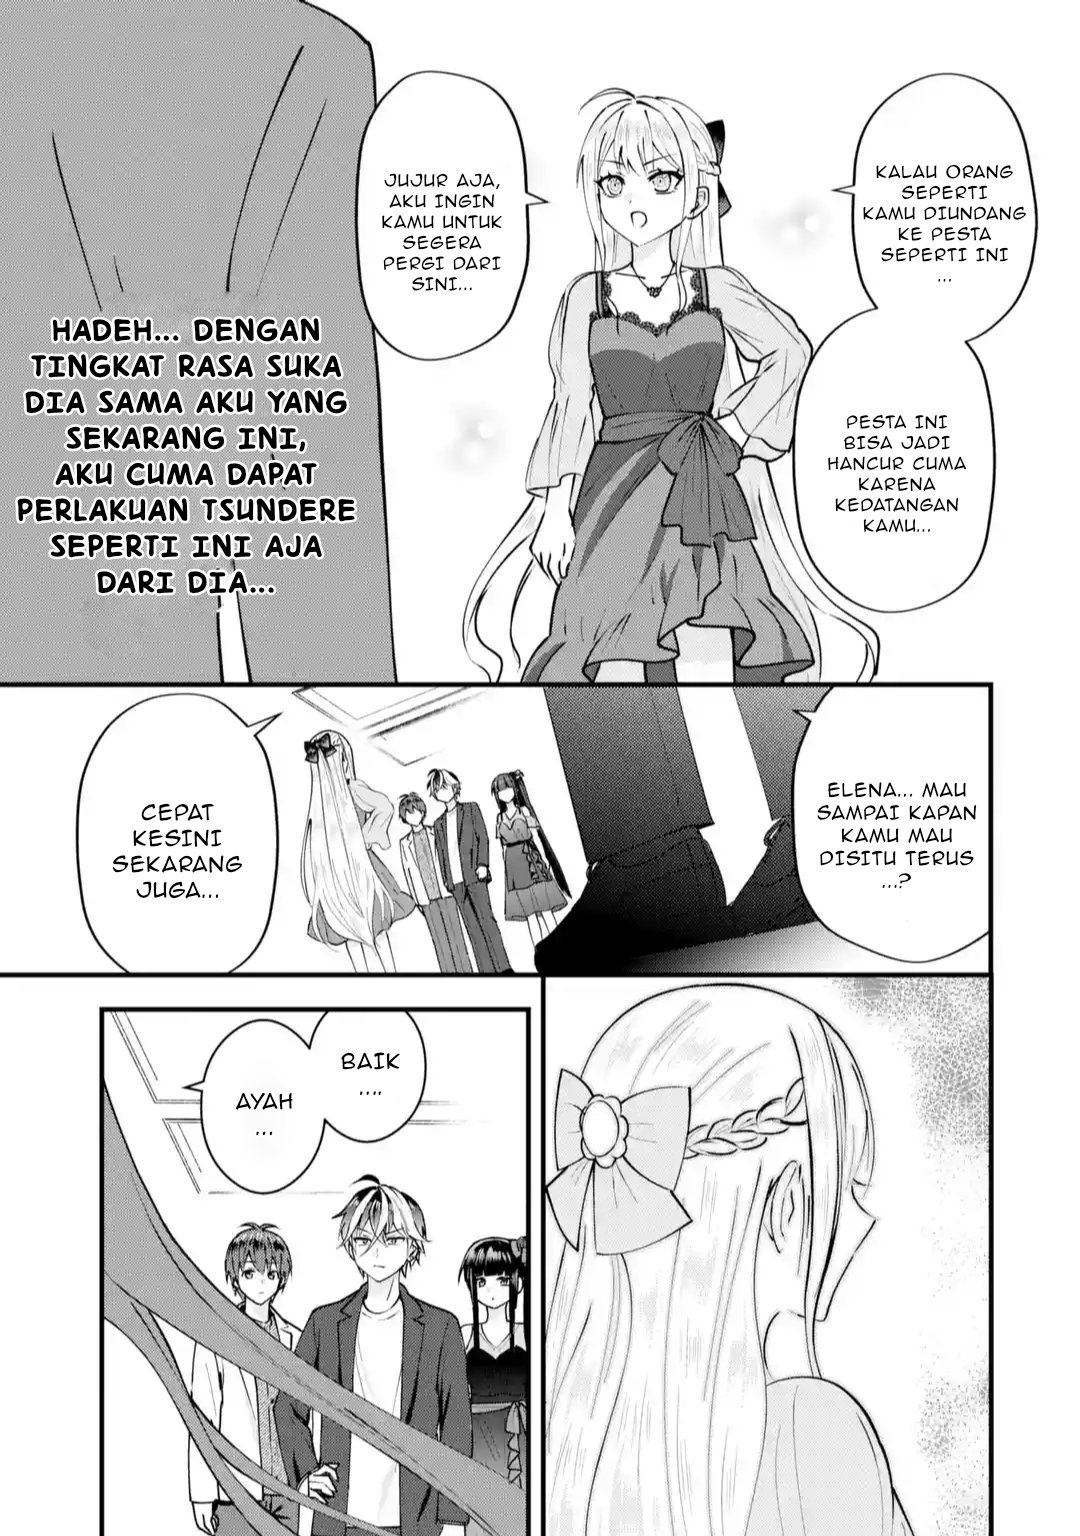 KALAU ORANG
SEPERTI
KAMU DIUNDANG
KE PESTA
SEPERTI INI
...
PESTA INI
BISA JADI
HANCUR CUMA
KARENA
KEDATANGAN
KAMU...
JUJUR AJA,
AKU INGIN
KAMU UNTUK
SEGERA
PERGI DARI
SINI...
HADEH... DENGAN
TINGKAT RASA SUKA
DIA SAMA AKU YANG
SEKARANG INI,
AKU CUMA DAPAT
PERLAKUAN TSUNDERE
SEPERTI INI AJA
DARI DIA...
ELENA... MAU
SAMPAI KAPAN
KAMU MAU
DISITU TERUS
...?
CEPAT
KESINI
SEKARANG
JUGA...
BAIK
....
AYAH
...